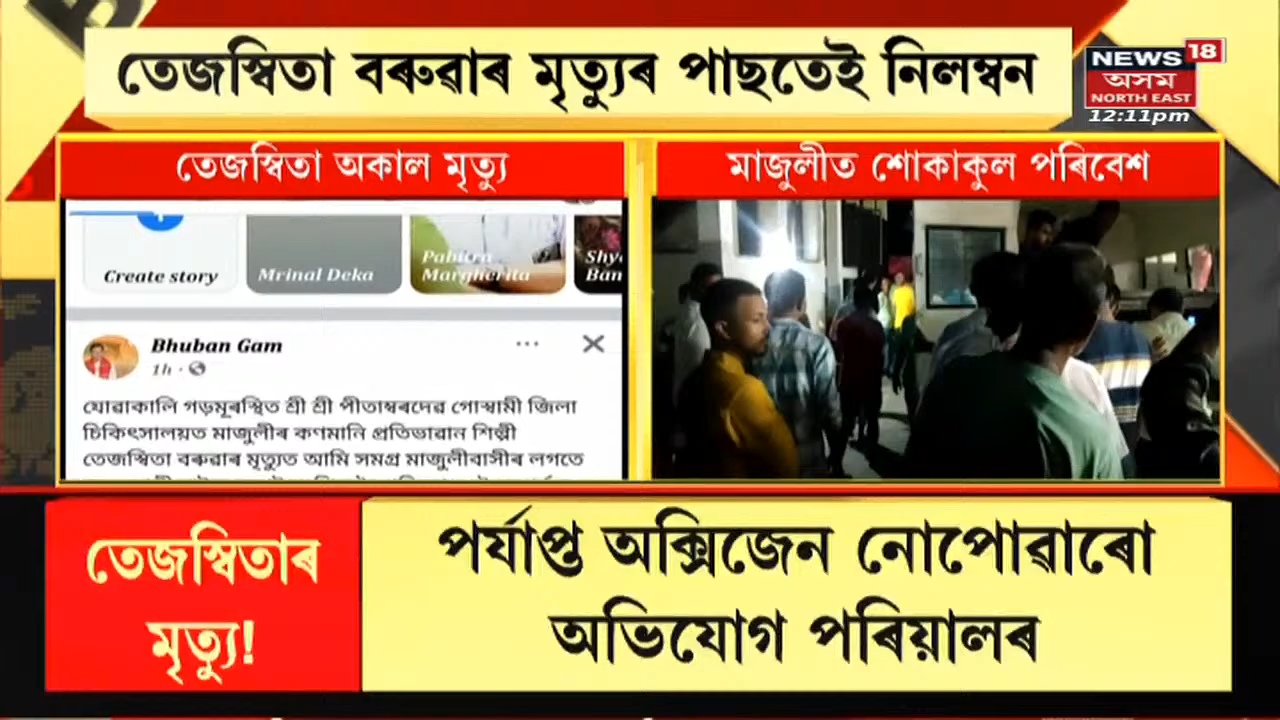 তেজস্বিতা বৰুৱাৰ মৃত্যুৰ পাছতেই নিলম্বন
NEWS 18
অসম
NORTH EAST
12:11pm
তেজস্বিতা অকাল মৃত্যু
মাজুলীত শোকাকুল পৰিবেশ
Create story
Mrinal Deka
Pabitra
Margherita
Shy
Ban
Bhuban Gam
1h ·
যোৱাকালি গড়মূৰস্থিত শ্ৰী শ্ৰী পীতাম্বৰদেৱ গোস্বামী জিলা
চিকিৎসালয়ত মাজুলীৰ কণমানি প্ৰতিভাৱান শিল্পী
তেজস্বিতা বৰুৱাৰ মৃত্যুত আমি সমগ্ৰ মাজুলীবাসীৰ লগতে
তেজস্বিতাৰ
মৃত্যু!
পৰ্যাপ্ত অক্সিজেন নোপোৱাৰো
অভিযোগ পৰিয়ালৰ